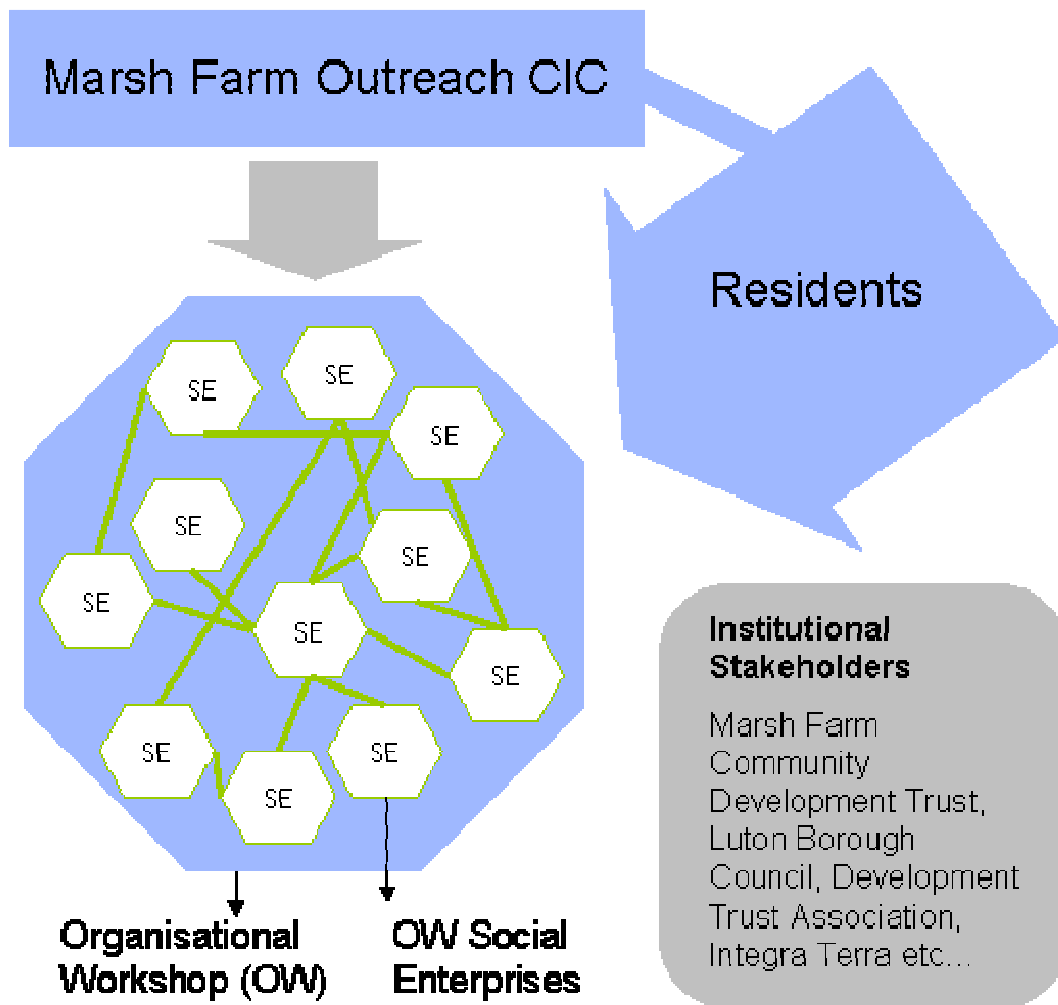 Marsh Farm Outreach CIC
Residents
SE
SE
SE
SE
SE
SE
SE
SE
SE
SE
SE
Institutional
Stakeholders
Marsh Farm
Community
Development Trust,
Luton Borough
Council, Development
Trust Association,
Integra Terra etc...
Organisational
Workshop (OW)
OW Social
Enterprises